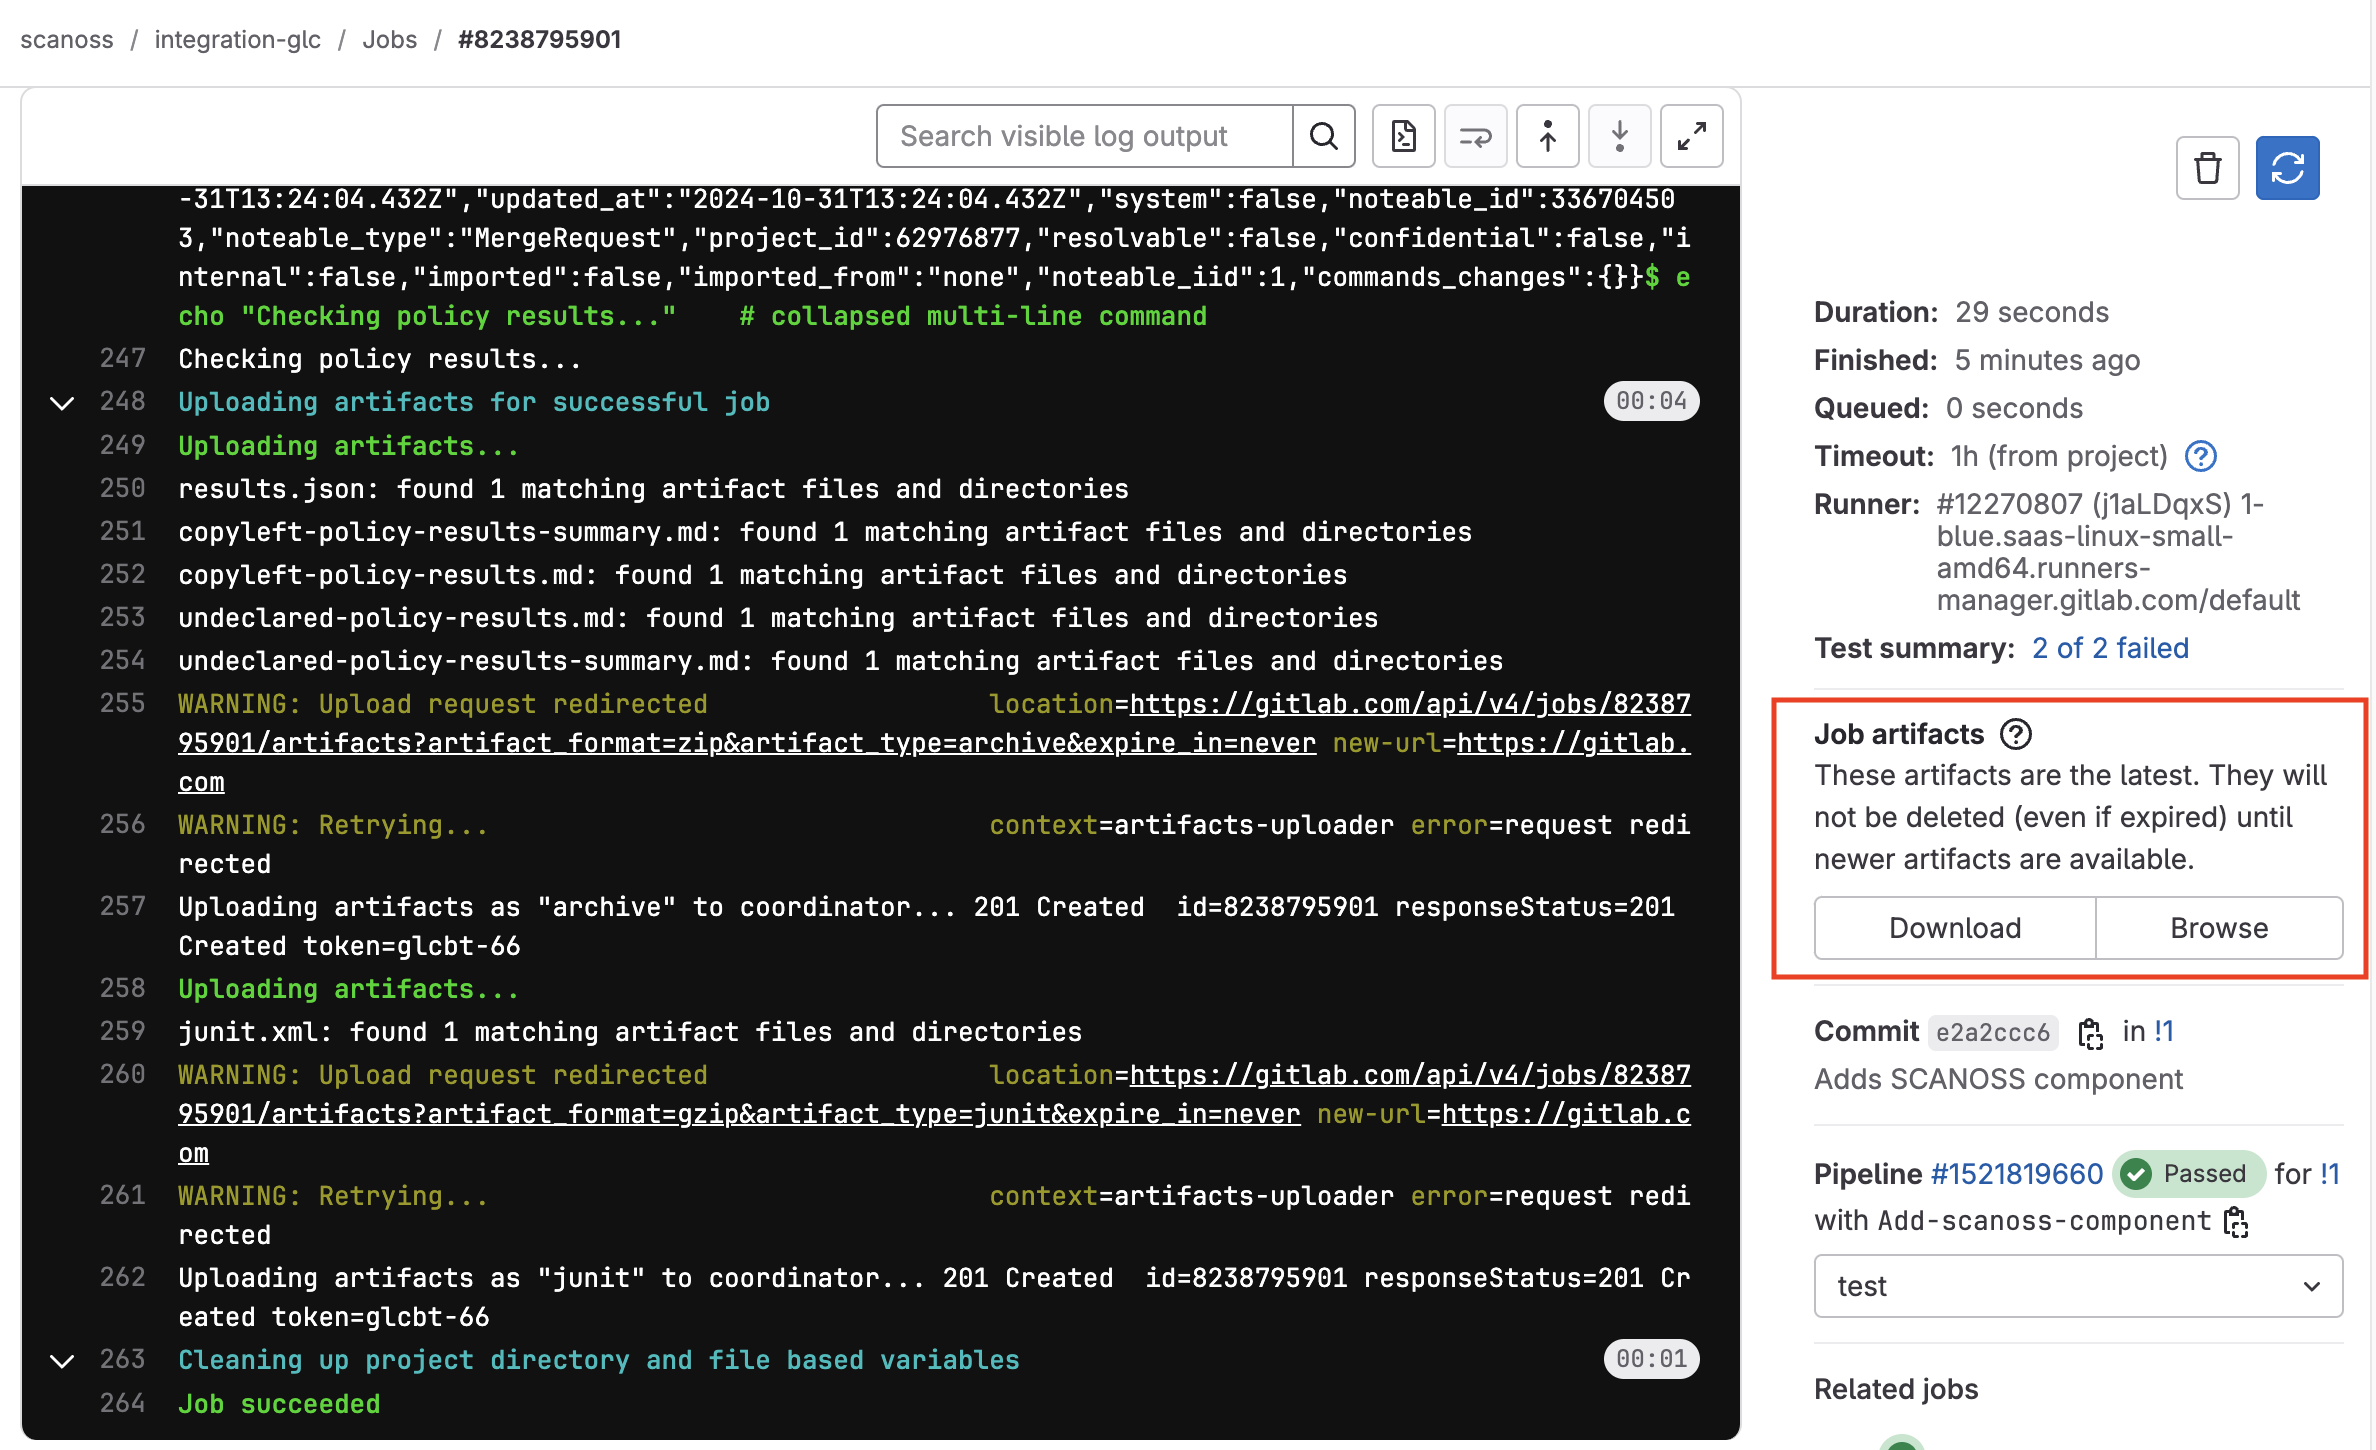 scanoss / integration-glc / Jobs / #8238795901
Search visible log output
-31T13:24:04.432Z","updated_at":"2024-10-31T13:24:04.432Z","system":false,"noteable_id":33670450
3,"noteable_type":"MergeRequest","project_id":62976877,"resolvable":false,"confidential":false,"i
nternal":false,"imported":false,"imported_from":"none","noteable_iid":1,"commands_changes":{}}$ e
cho "Checking policy results..."    # collapsed multi-line command
247 Checking policy results...
248 Uploading artifacts for successful job 00:04
249 Uploading artifacts...
250 results.json: found 1 matching artifact files and directories
251 copyleft-policy-results-summary.md: found 1 matching artifact files and directories
252 copyleft-policy-results.md: found 1 matching artifact files and directories
253 undeclared-policy-results.md: found 1 matching artifact files and directories
254 undeclared-policy-results-summary.md: found 1 matching artifact files and directories
255 WARNING: Upload request redirected location=https://gitlab.com/api/v4/jobs/82387
95901/artifacts?artifact_format=zip&artifact_type=archive&expire_in=never new-url=https://gitlab.
com
256 WARNING: Retrying... context=artifacts-uploader error=request redi
rected
257 Uploading artifacts as "archive" to coordinator... 201 Created  id=8238795901 responseStatus=201
Created token=glcbt-66
258 Uploading artifacts...
259 junit.xml: found 1 matching artifact files and directories
260 WARNING: Upload request redirected location=https://gitlab.com/api/v4/jobs/82387
95901/artifacts?artifact_format=gzip&artifact_type=junit&expire_in=never new-url=https://gitlab.c
om
261 WARNING: Retrying... context=artifacts-uploader error=request redi
rected
262 Uploading artifacts as "junit" to coordinator... 201 Created  id=8238795901 responseStatus=201 Cr
eated token=glcbt-66
263 Cleaning up project directory and file based variables 00:01
264 Job succeeded
Duration: 29 seconds
Finished: 5 minutes ago
Queued: 0 seconds
Timeout: 1h (from project)
Runner: #12270807 (j1aLDqxS) 1-
blue.saas-linux-small-
amd64.runners-
manager.gitlab.com/default
Test summary: 2 of 2 failed
Job artifacts
These artifacts are the latest. They will
not be deleted (even if expired) until
newer artifacts are available.
Download Browse
Commit e2a2ccc6 in !1
Adds SCANOSS component
Pipeline #1521819660 Passed for !1
with Add-scanoss-component
test
Related jobs